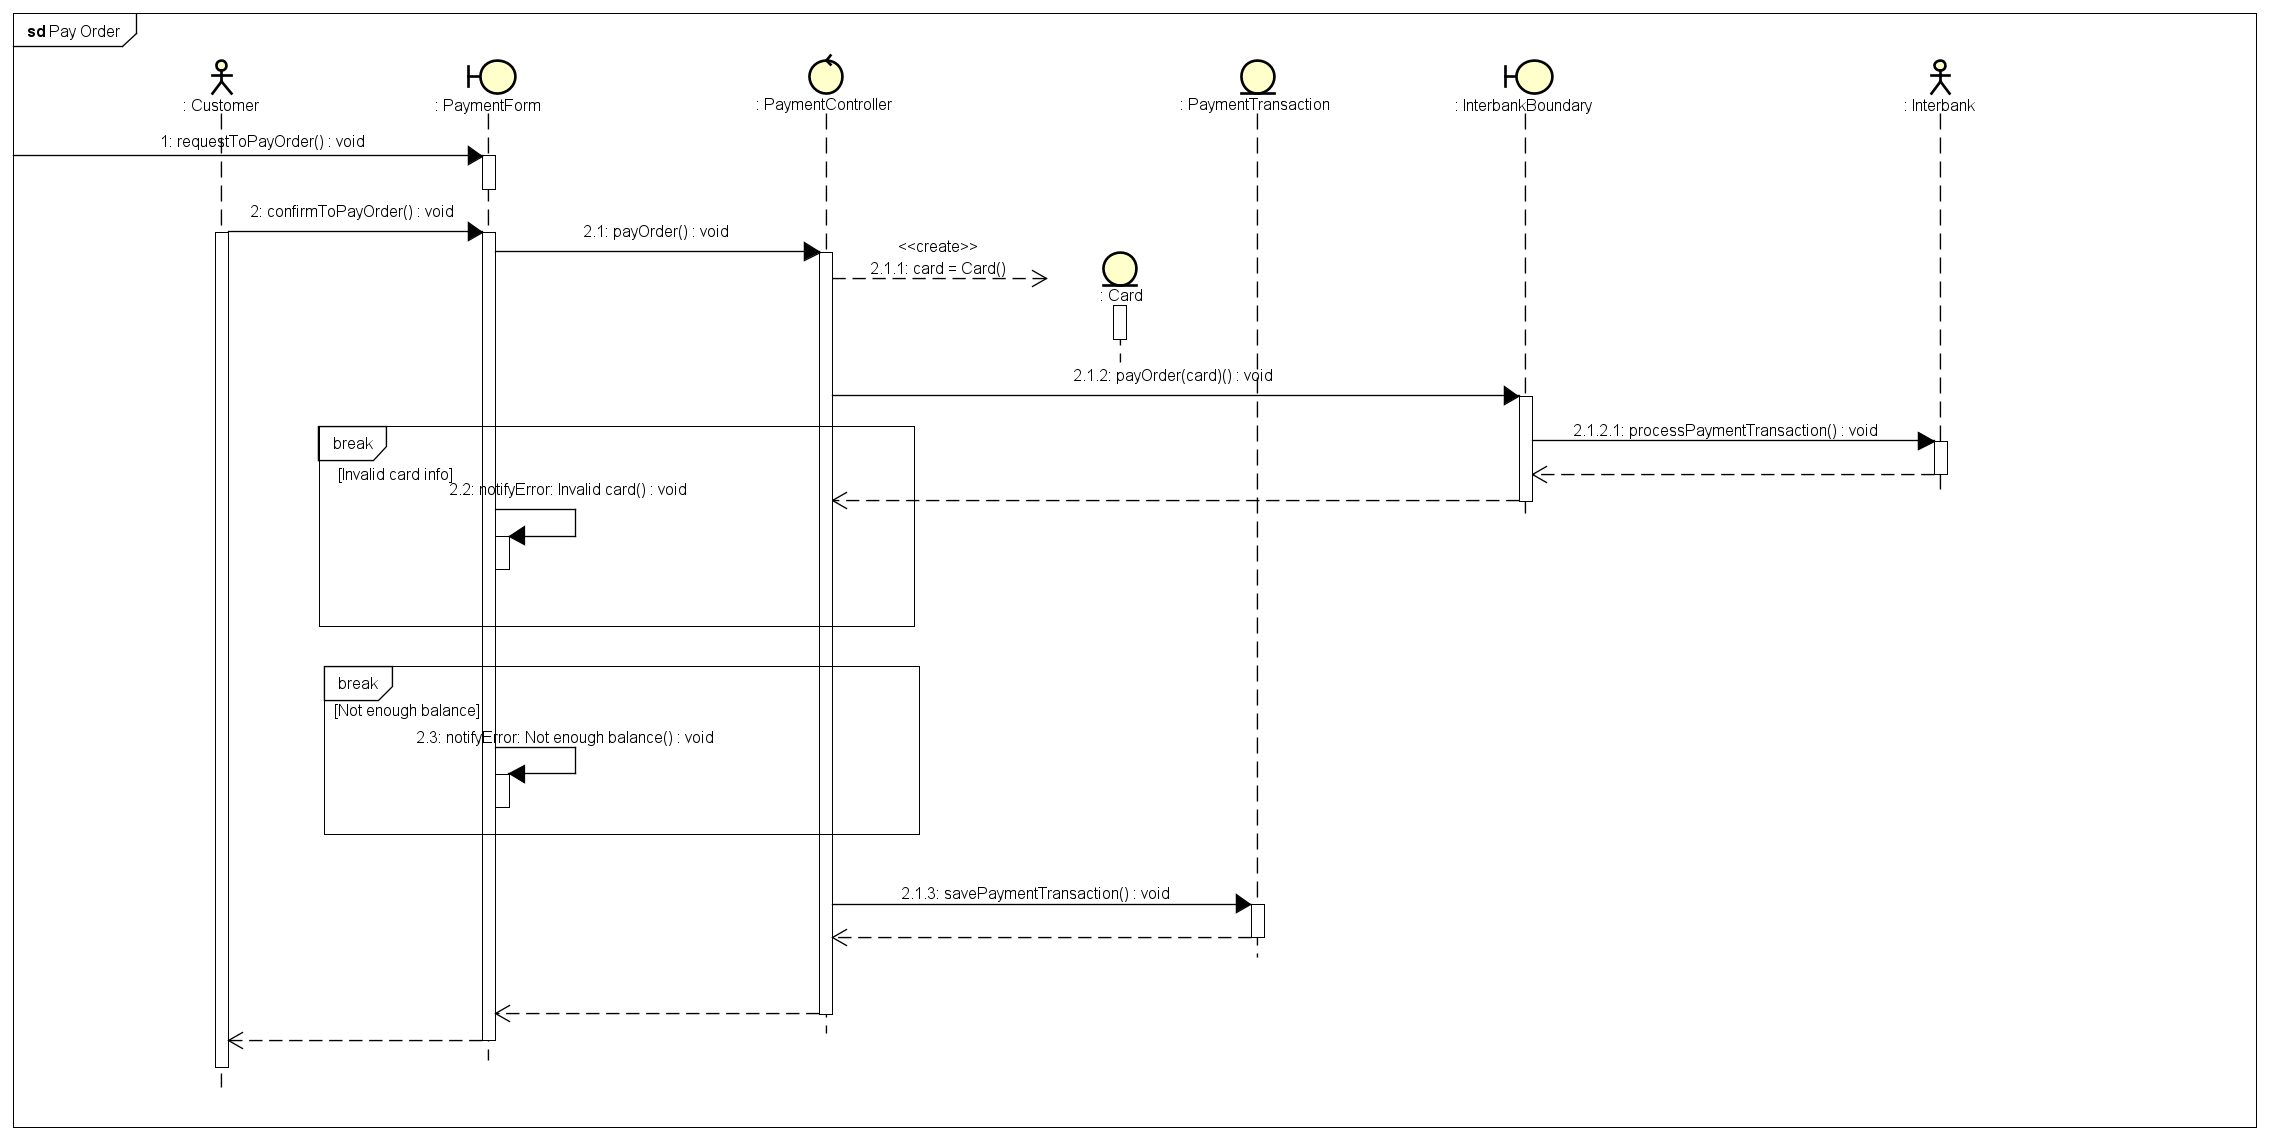 sd Pay Order
: Customer
: PaymentForm
: PaymentController
: PaymentTransaction
: InterbankBoundary
: Interbank
1: requestToPayOrder() : void
2: confirmToPayOrder() : void
2.1: payOrder() : void
<<create>>
2.1.1: card = Card()
: Card
2.1.2: payOrder(card)() : void
2.1.2.1: processPaymentTransaction() : void
break
[Invalid card info]
2.2: notifyError: Invalid card() : void
break
[Not enough balance]
2.3: notifyError: Not enough balance() : void
2.1.3: savePaymentTransaction() : void